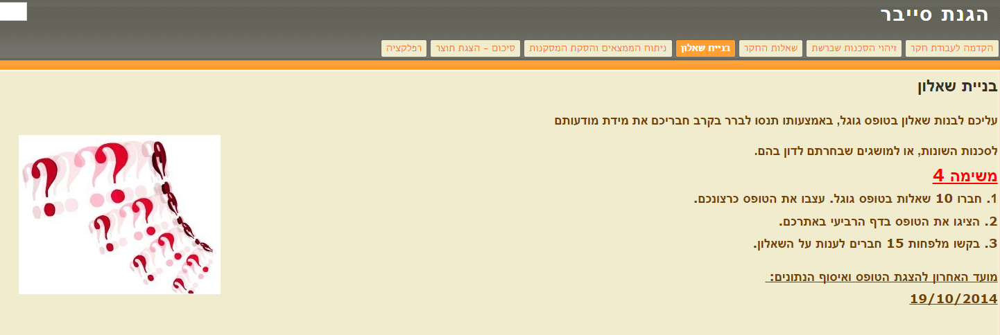 הגנת סייבר
הקדמה לעבודת חקר
זיהוי הסכנות שברשת
שאלות החקר
בניית שאלון
ניתוח הממצאים והסקת המסקנות
סיכום - הצגת תוצר
רפלקציה
בניית שאלון
עליכם לבנות שאלון בטופס גוגל, באמצעותו תנסו לברר בקרב חבריכם את מידת מודעותם
לסכנות השונות, או למושגים שבחרתם לדון בהם.
משימה 4
1. חברו 10 שאלות בטופס גוגל. עצבו את הטופס כרצונכם.
2. הציגו את הטופס בדף הרביעי באתרכם.
3. בקשו מלפחות 15 חברים לענות על השאלון.
מועד האחרון להצגת הטופס ואיסוף הנתונים:
19/10/2014